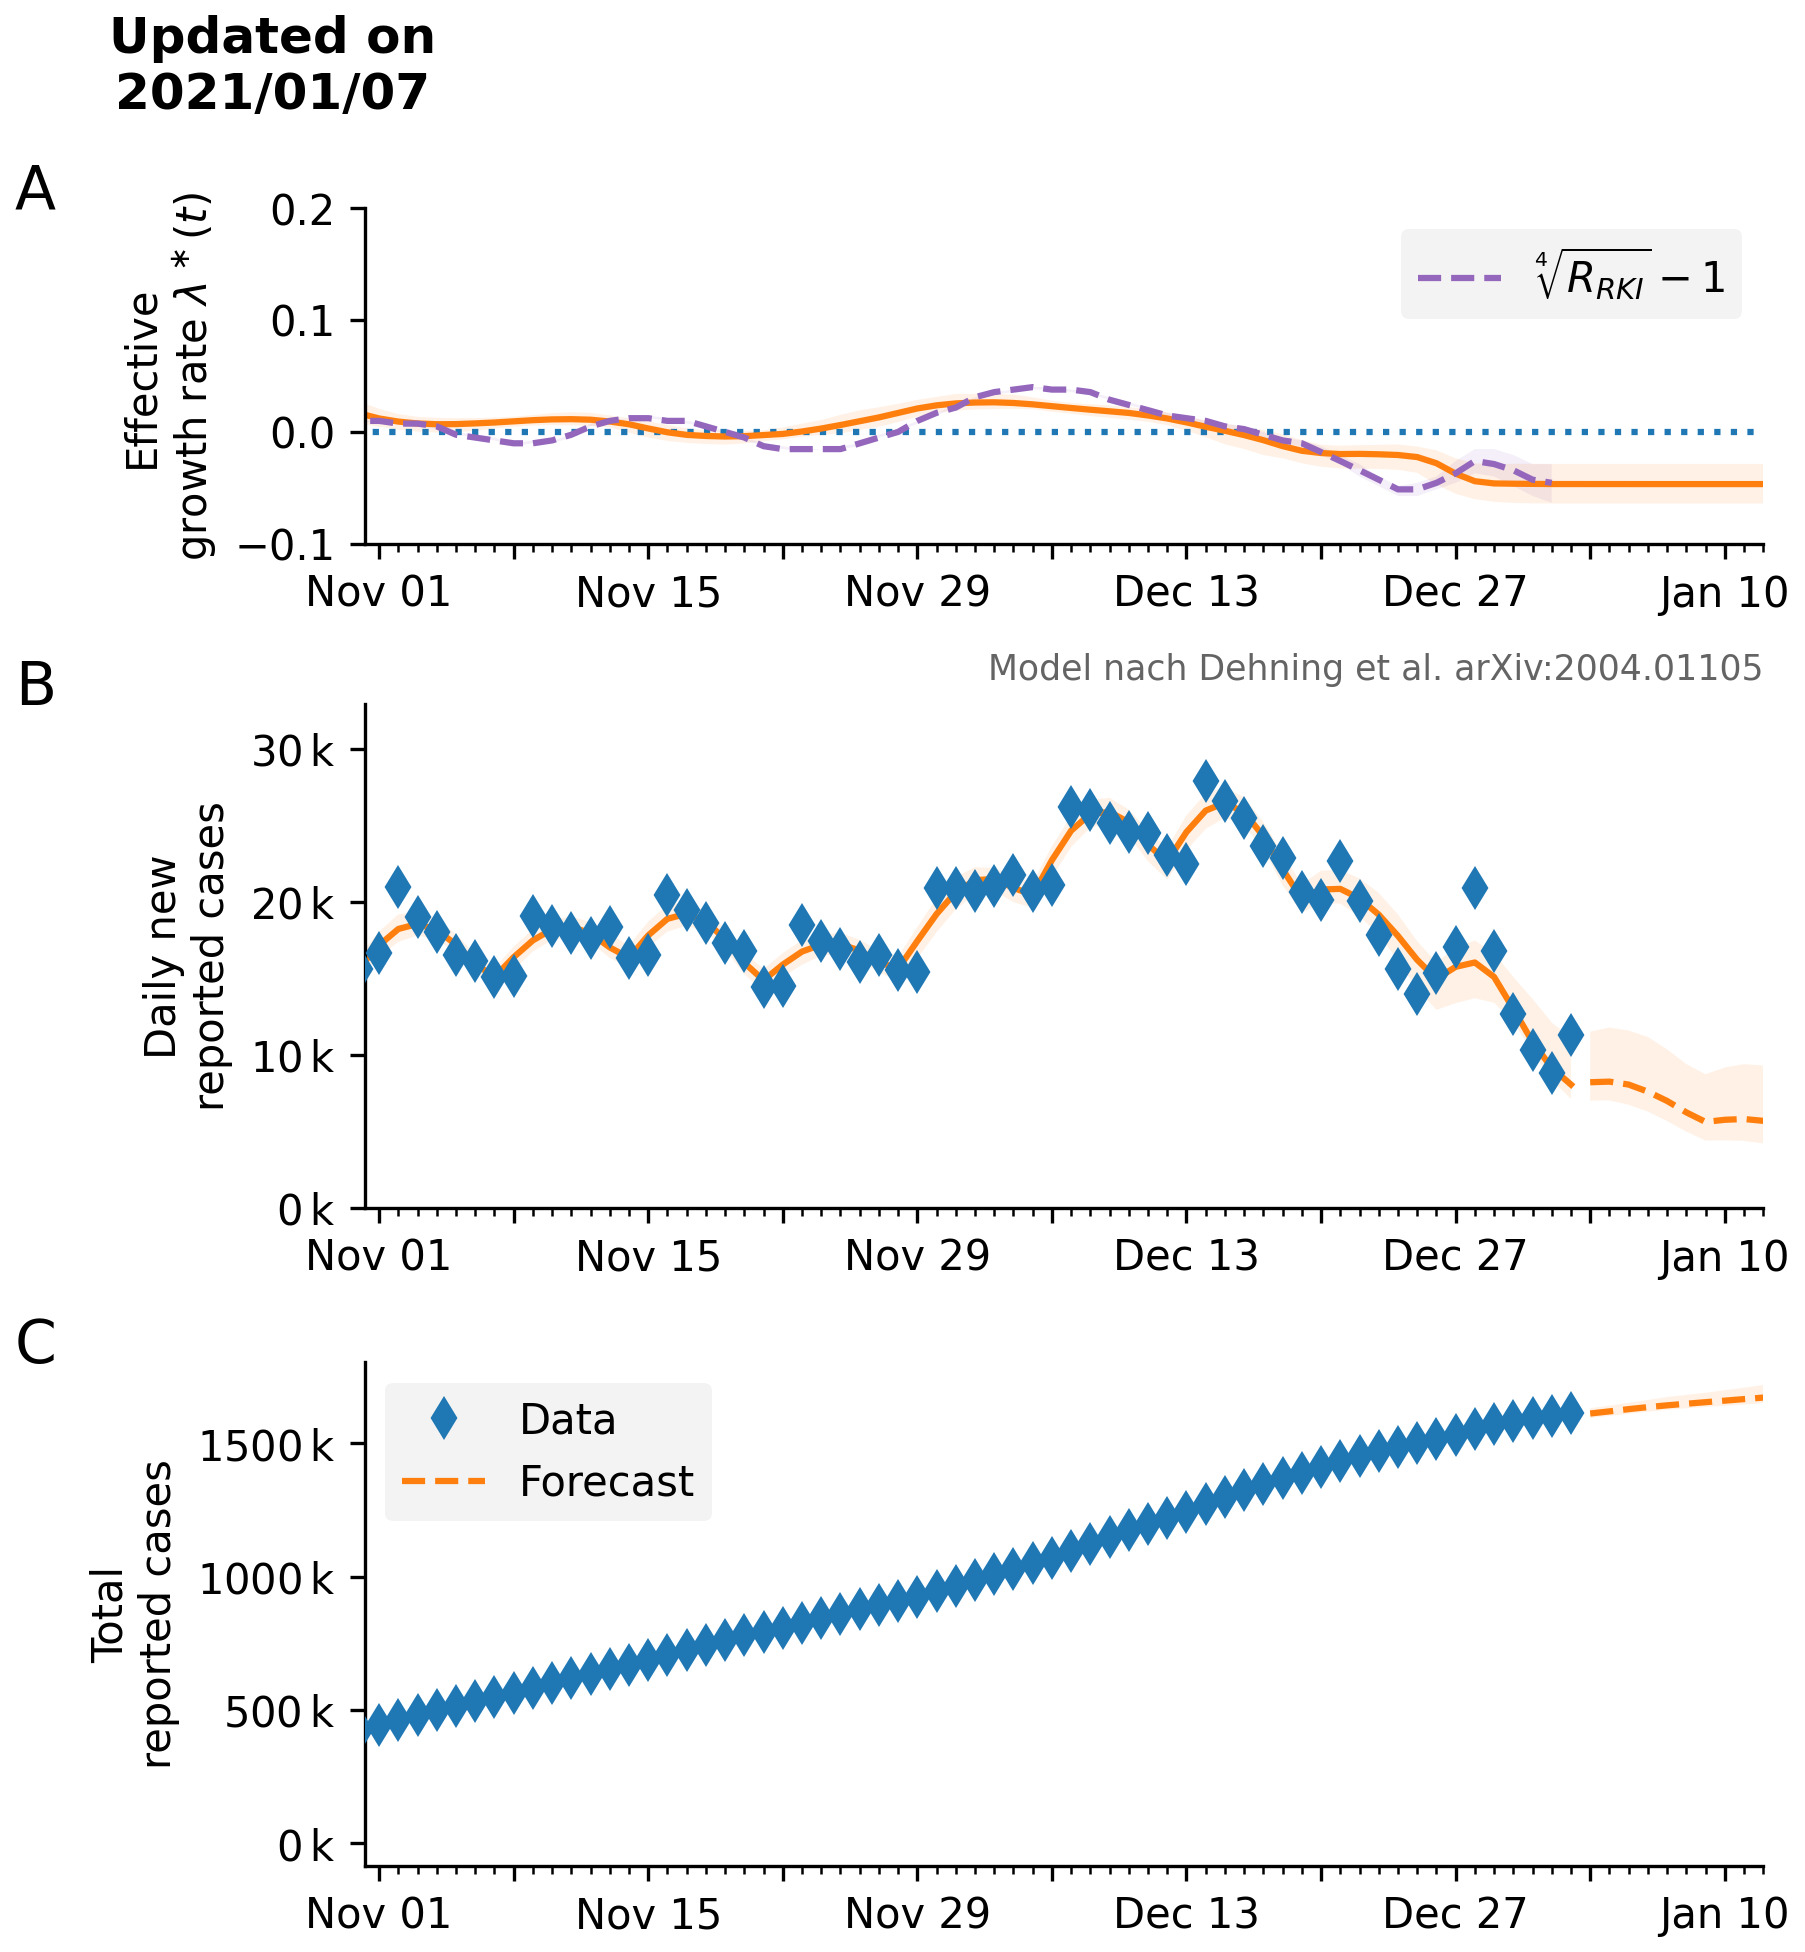 Updated on
2021/01/07
A
Effective
growth rate λ * (t)
0.2
0.1
0.0
−0.1
∜R_RKI − 1
Nov 01 Nov 15 Nov 29 Dec 13 Dec 27 Jan 10
Model nach Dehning et al. arXiv:2004.01105
B
Daily new
reported cases
30 k
20 k
10 k
0 k
Nov 01 Nov 15 Nov 29 Dec 13 Dec 27 Jan 10
C
Total
reported cases
Data
Forecast
1500 k
1000 k
500 k
0 k
Nov 01 Nov 15 Nov 29 Dec 13 Dec 27 Jan 10